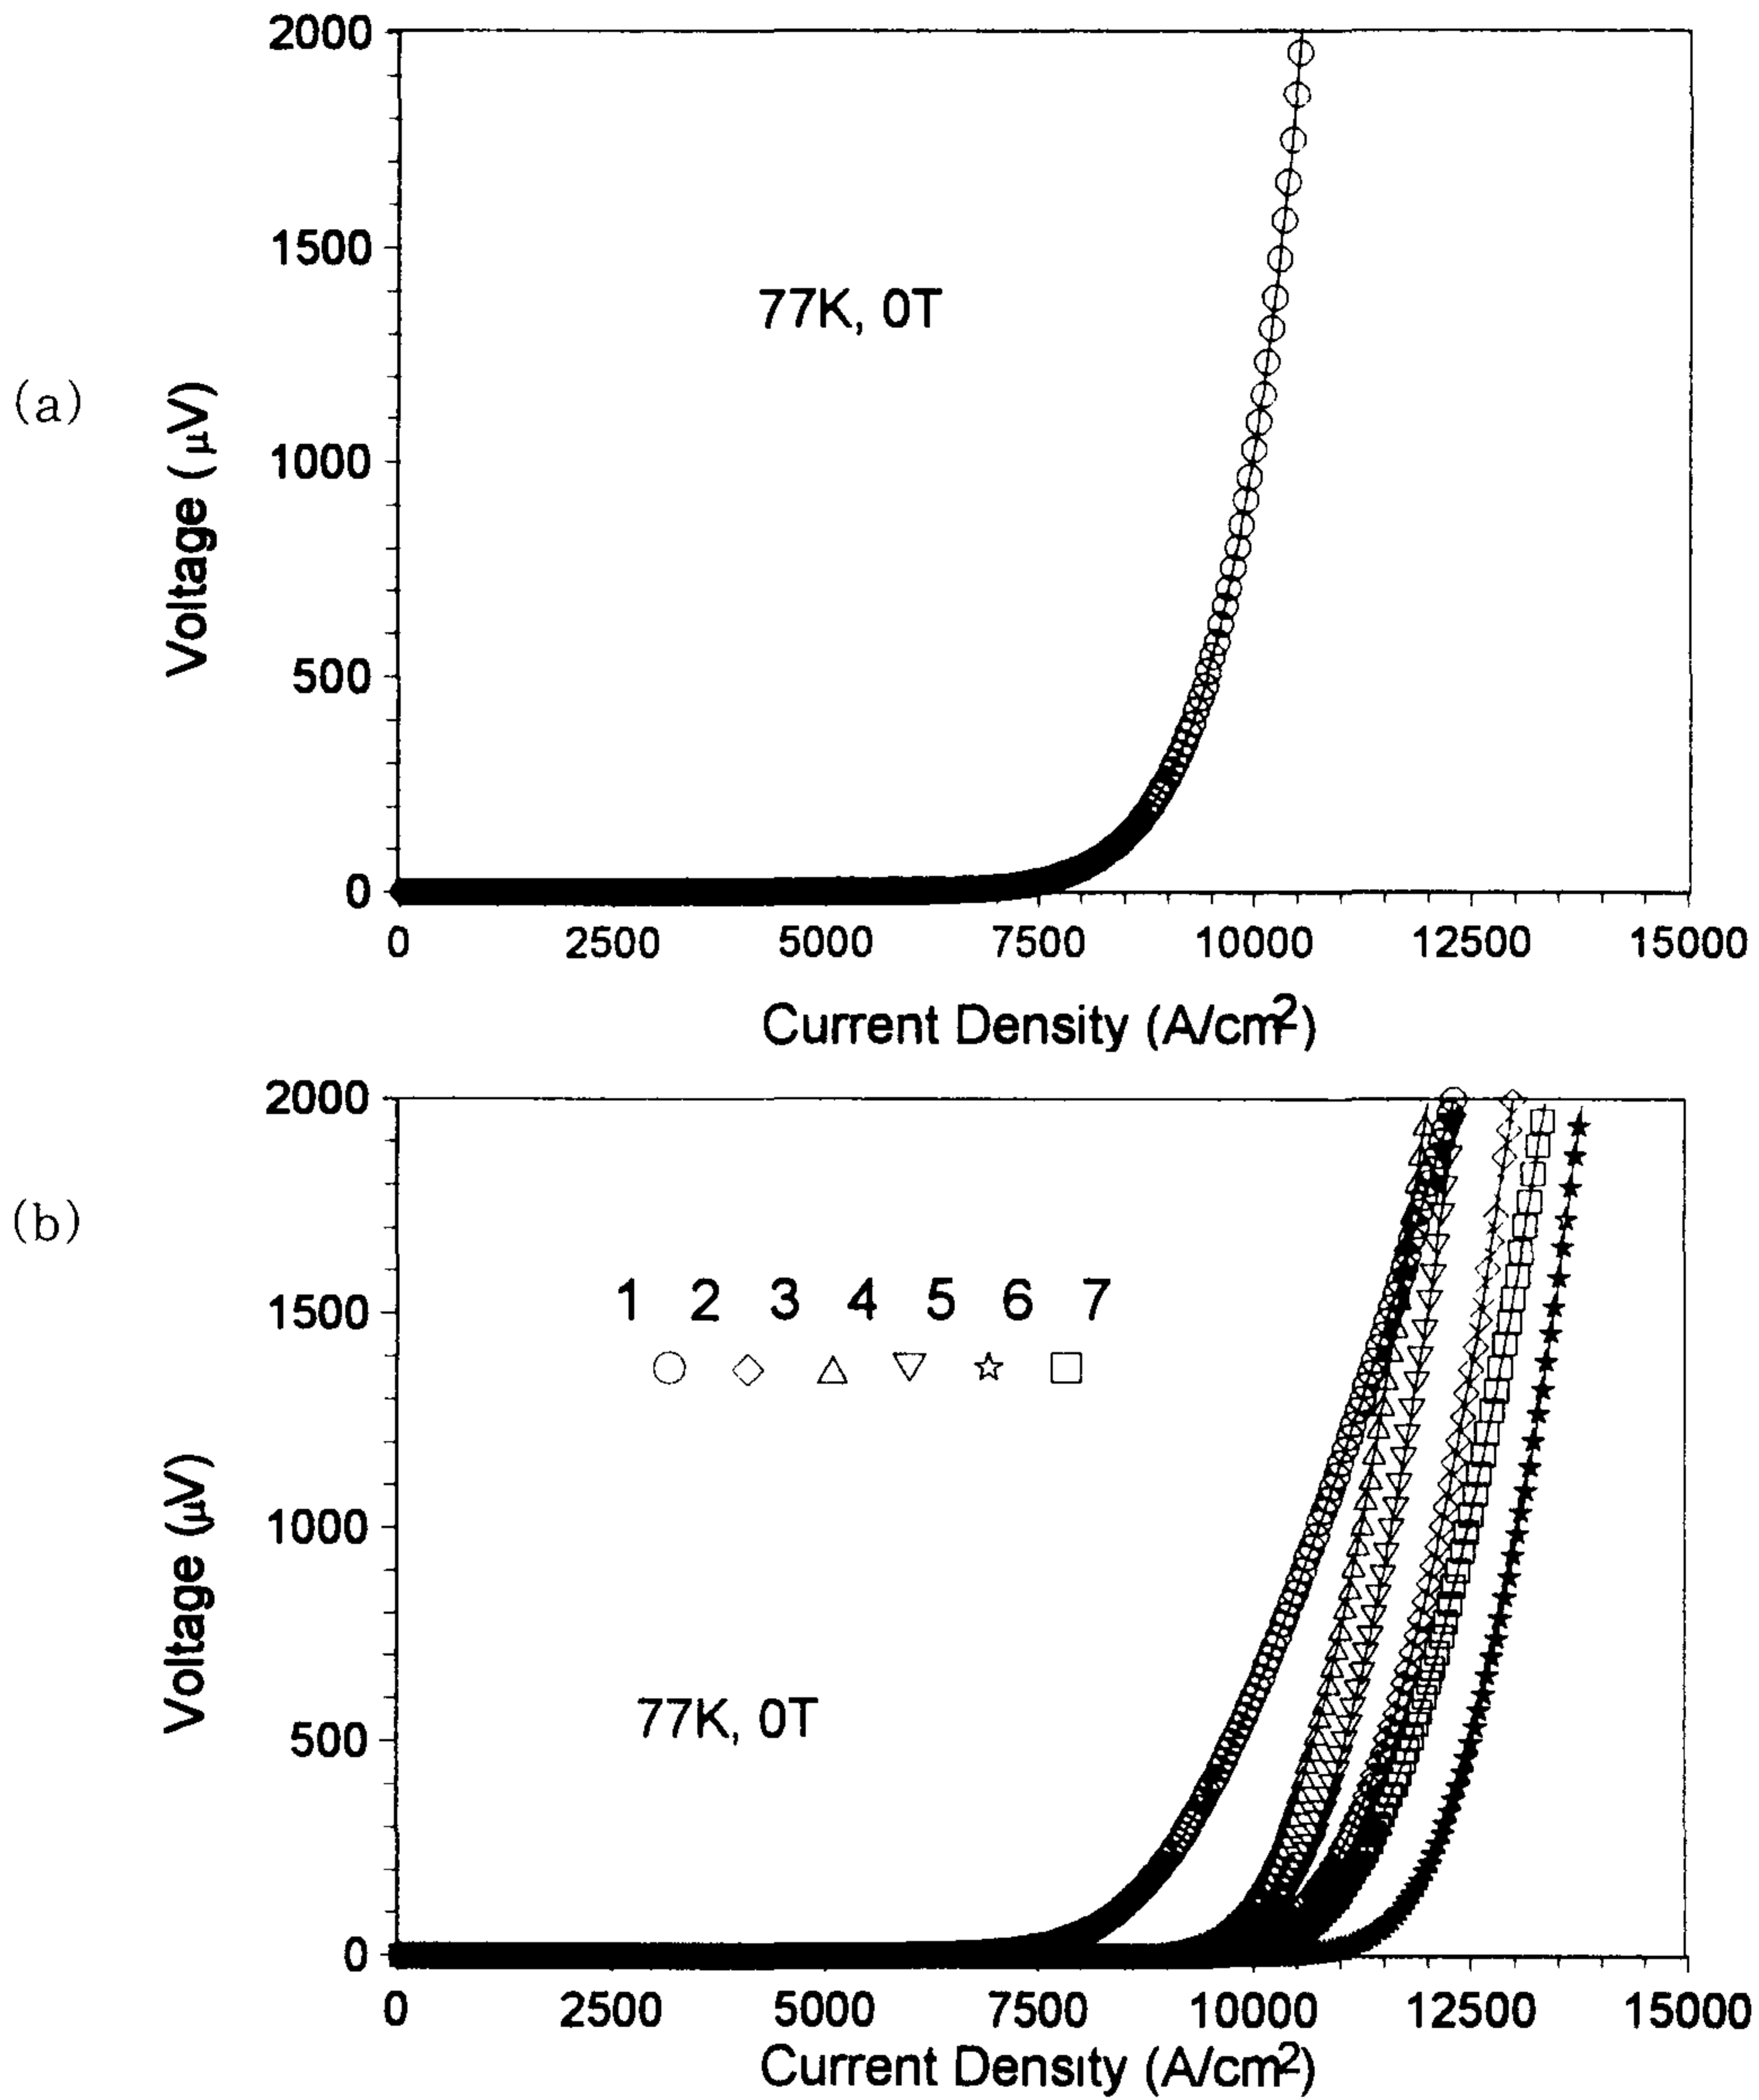 (a)
2000
1500
1000
500
0
Voltage (μV)
77K, 0T
0 2500 5000 7500 10000 12500 15000
Current Density (A/cm²)
(b)
2000
1500
1000
500
0
Voltage (μV)
1 2 3 4 5 6 7
77K, 0T
0 2500 5000 7500 10000 12500 15000
Current Density (A/cm²)